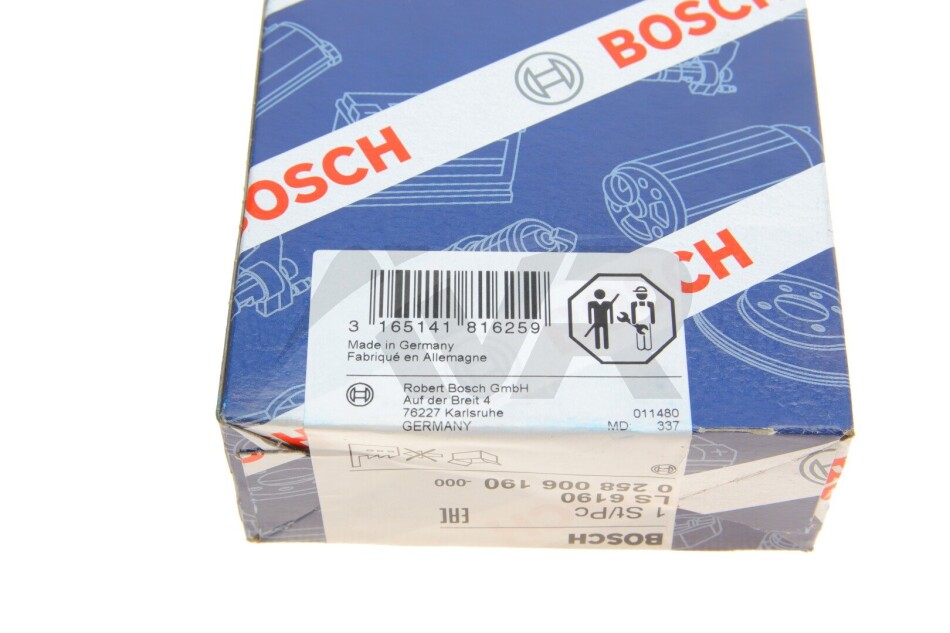 BOSCH
BOSCH
SCH
3 165141 816259
Made in Germany
Fabriqué en Allemagne
Robert Bosch GmbH
Auf der Breit 4
76227 Karlsruhe
GERMANY
011480
MD: 337
0 258 006 190 -000
LS 6190
1 St/Pc
EAC
BOSCH